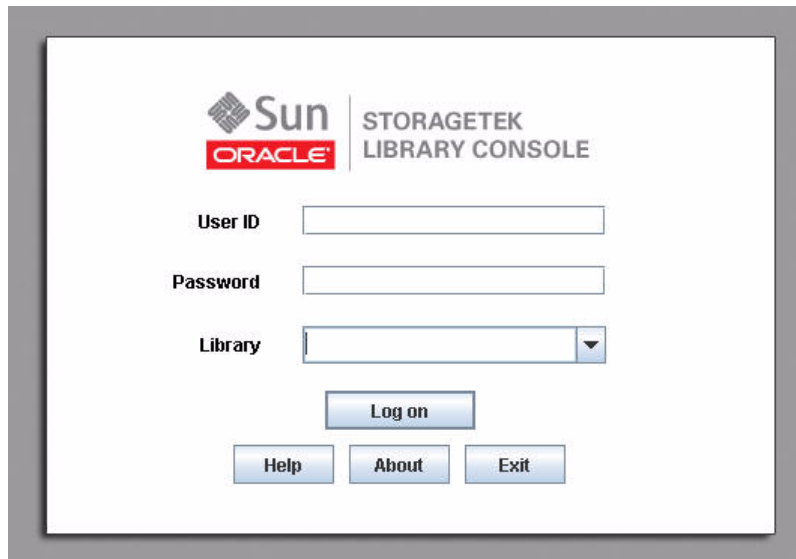 Sun
ORACLE
STORAGETEK
LIBRARY CONSOLE
User ID
Password
Library
Log on
Help
About
Exit